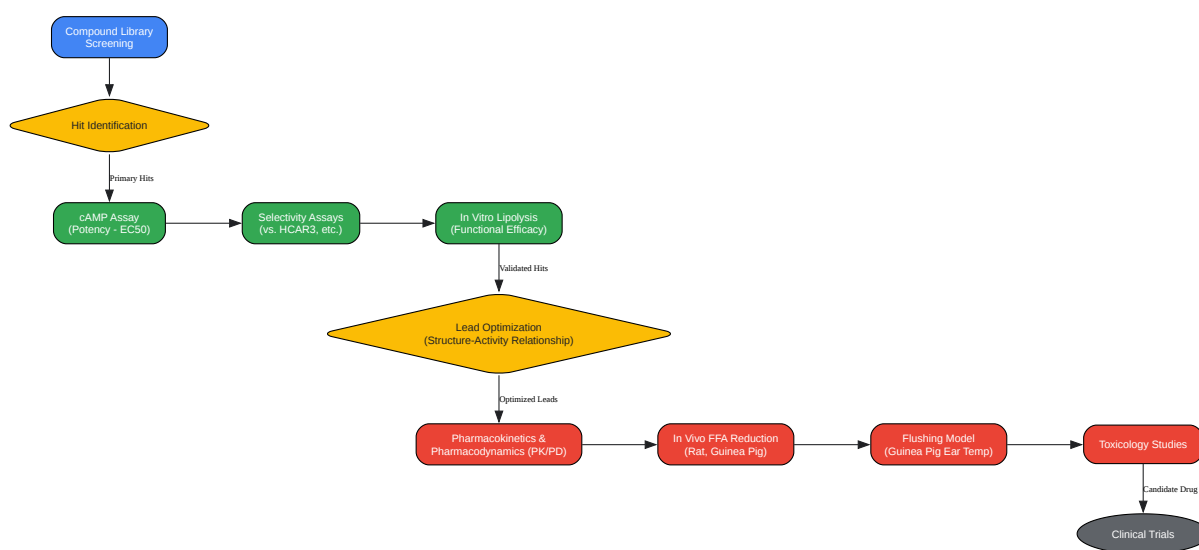 Compound Library
Screening
Hit Identification
Primary Hits
cAMP Assay
(Potency - EC50)
Selectivity Assays
(vs. HCAR3, etc.)
In Vitro Lipolysis
(Functional Efficacy)
Validated Hits
Lead Optimization
(Structure-Activity Relationship)
Optimized Leads
Pharmacokinetics &
Pharmacodynamics (PK/PD)
In Vivo FFA Reduction
(Rat, Guinea Pig)
Flushing Model
(Guinea Pig Ear Temp)
Toxicology Studies
Candidate Drug
Clinical Trials